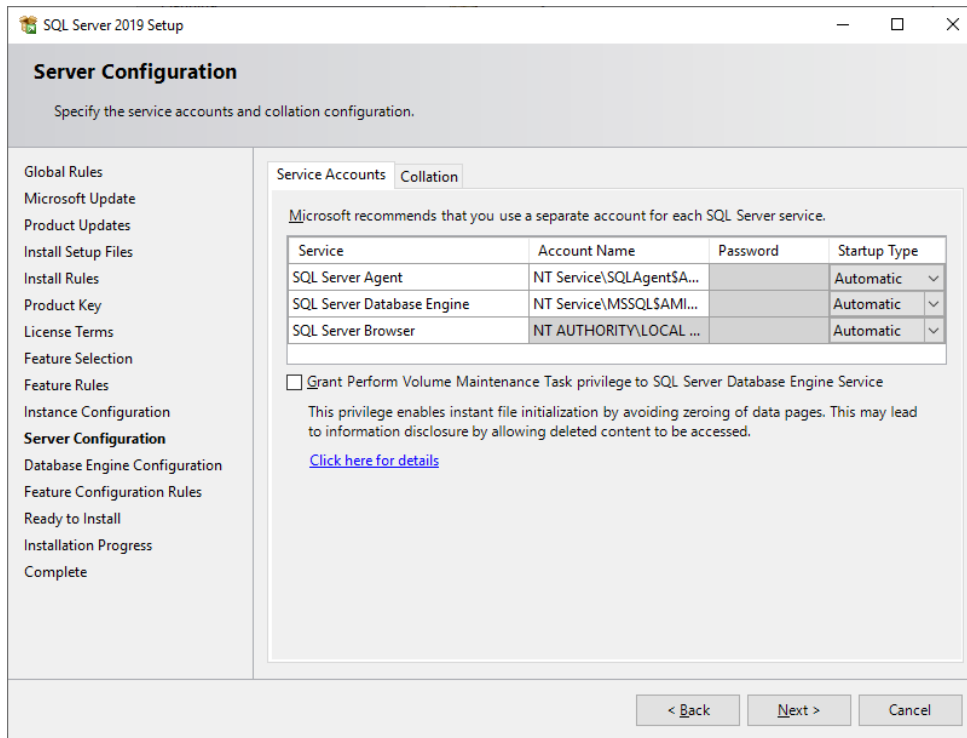 SQL Server 2019 Setup
Server Configuration
Specify the service accounts and collation configuration.
Global Rules
Microsoft Update
Product Updates
Install Setup Files
Install Rules
Product Key
License Terms
Feature Selection
Feature Rules
Instance Configuration
Server Configuration
Database Engine Configuration
Feature Configuration Rules
Ready to Install
Installation Progress
Complete
Service Accounts Collation
Microsoft recommends that you use a separate account for each SQL Server service.
Service Account Name Password Startup Type
SQL Server Agent NT Service\SQLAgent$A... Automatic
SQL Server Database Engine NT Service\MSSQL$AMI... Automatic
SQL Server Browser NT AUTHORITY\LOCAL ... Automatic
Grant Perform Volume Maintenance Task privilege to SQL Server Database Engine Service
This privilege enables instant file initialization by avoiding zeroing of data pages. This may lead
to information disclosure by allowing deleted content to be accessed.
Click here for details
< Back Next > Cancel